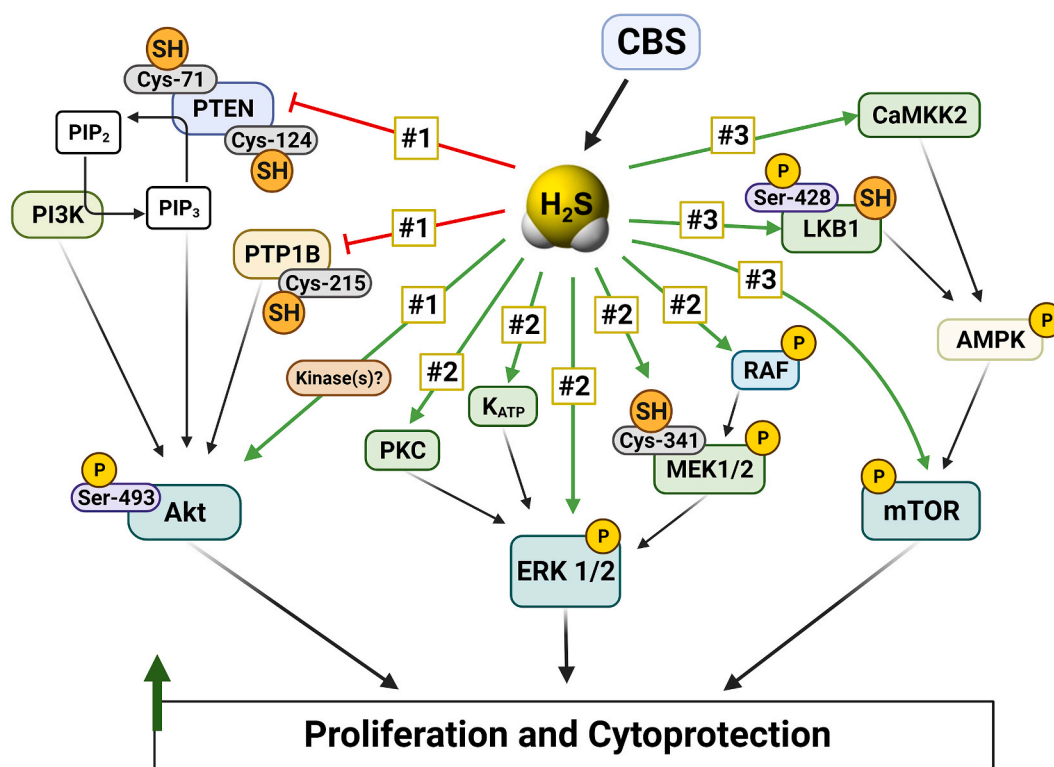 CBS
SH
Cys-71
PTEN
Cys-124
SH
PIP₂
PI3K
PIP₃
#1
#3
CaMKK2
H₂S
P
Ser-428
SH
LKB1
#1
#3
PTP1B
Cys-215
SH
#1
#2
#2
#2
#3
P
AMPK
Kinase(s)?
#2
#2
P
RAF
K_ATP
PKC
SH
Cys-341
P
MEK1/2
P
Ser-493
Akt
P
mTOR
P
ERK 1/2
Proliferation and Cytoprotection